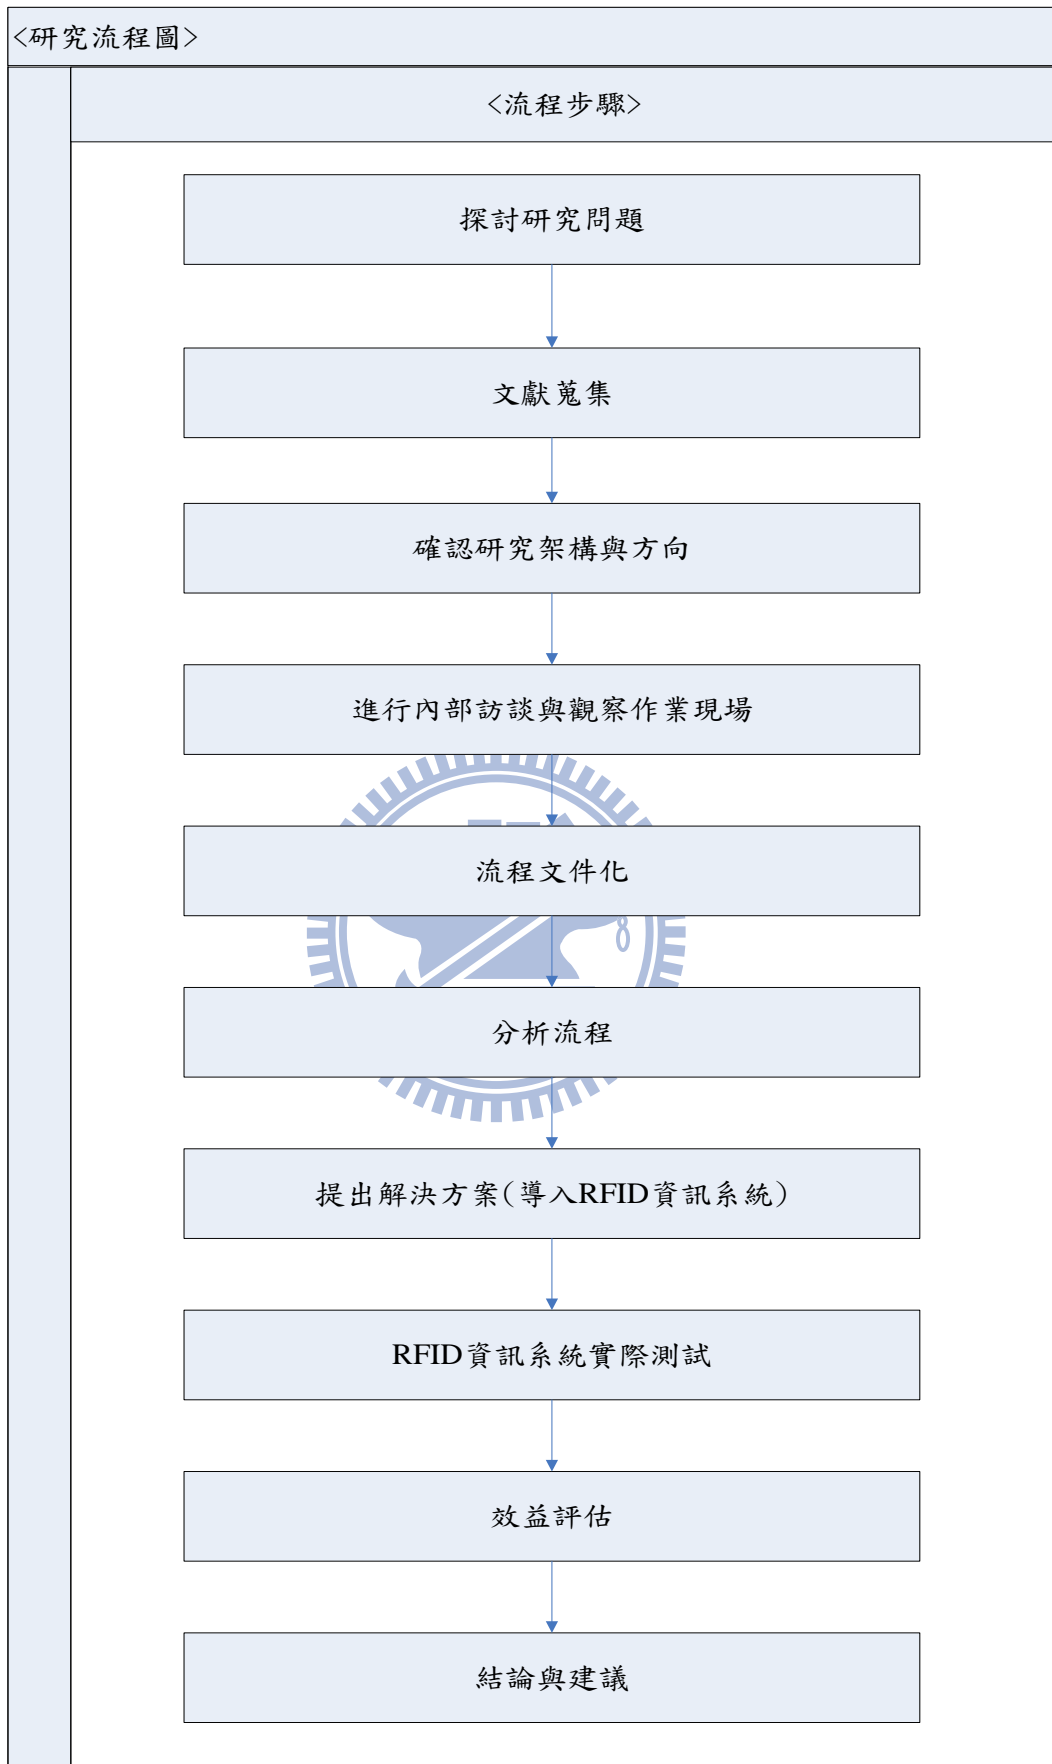 <研究流程圖>
<流程步驟>
探討研究問題
文獻蒐集
確認研究架構與方向
進行內部訪談與觀察作業現場
流程文件化
分析流程
提出解決方案(導入RFID資訊系統)
RFID資訊系統實際測試
效益評估
結論與建議